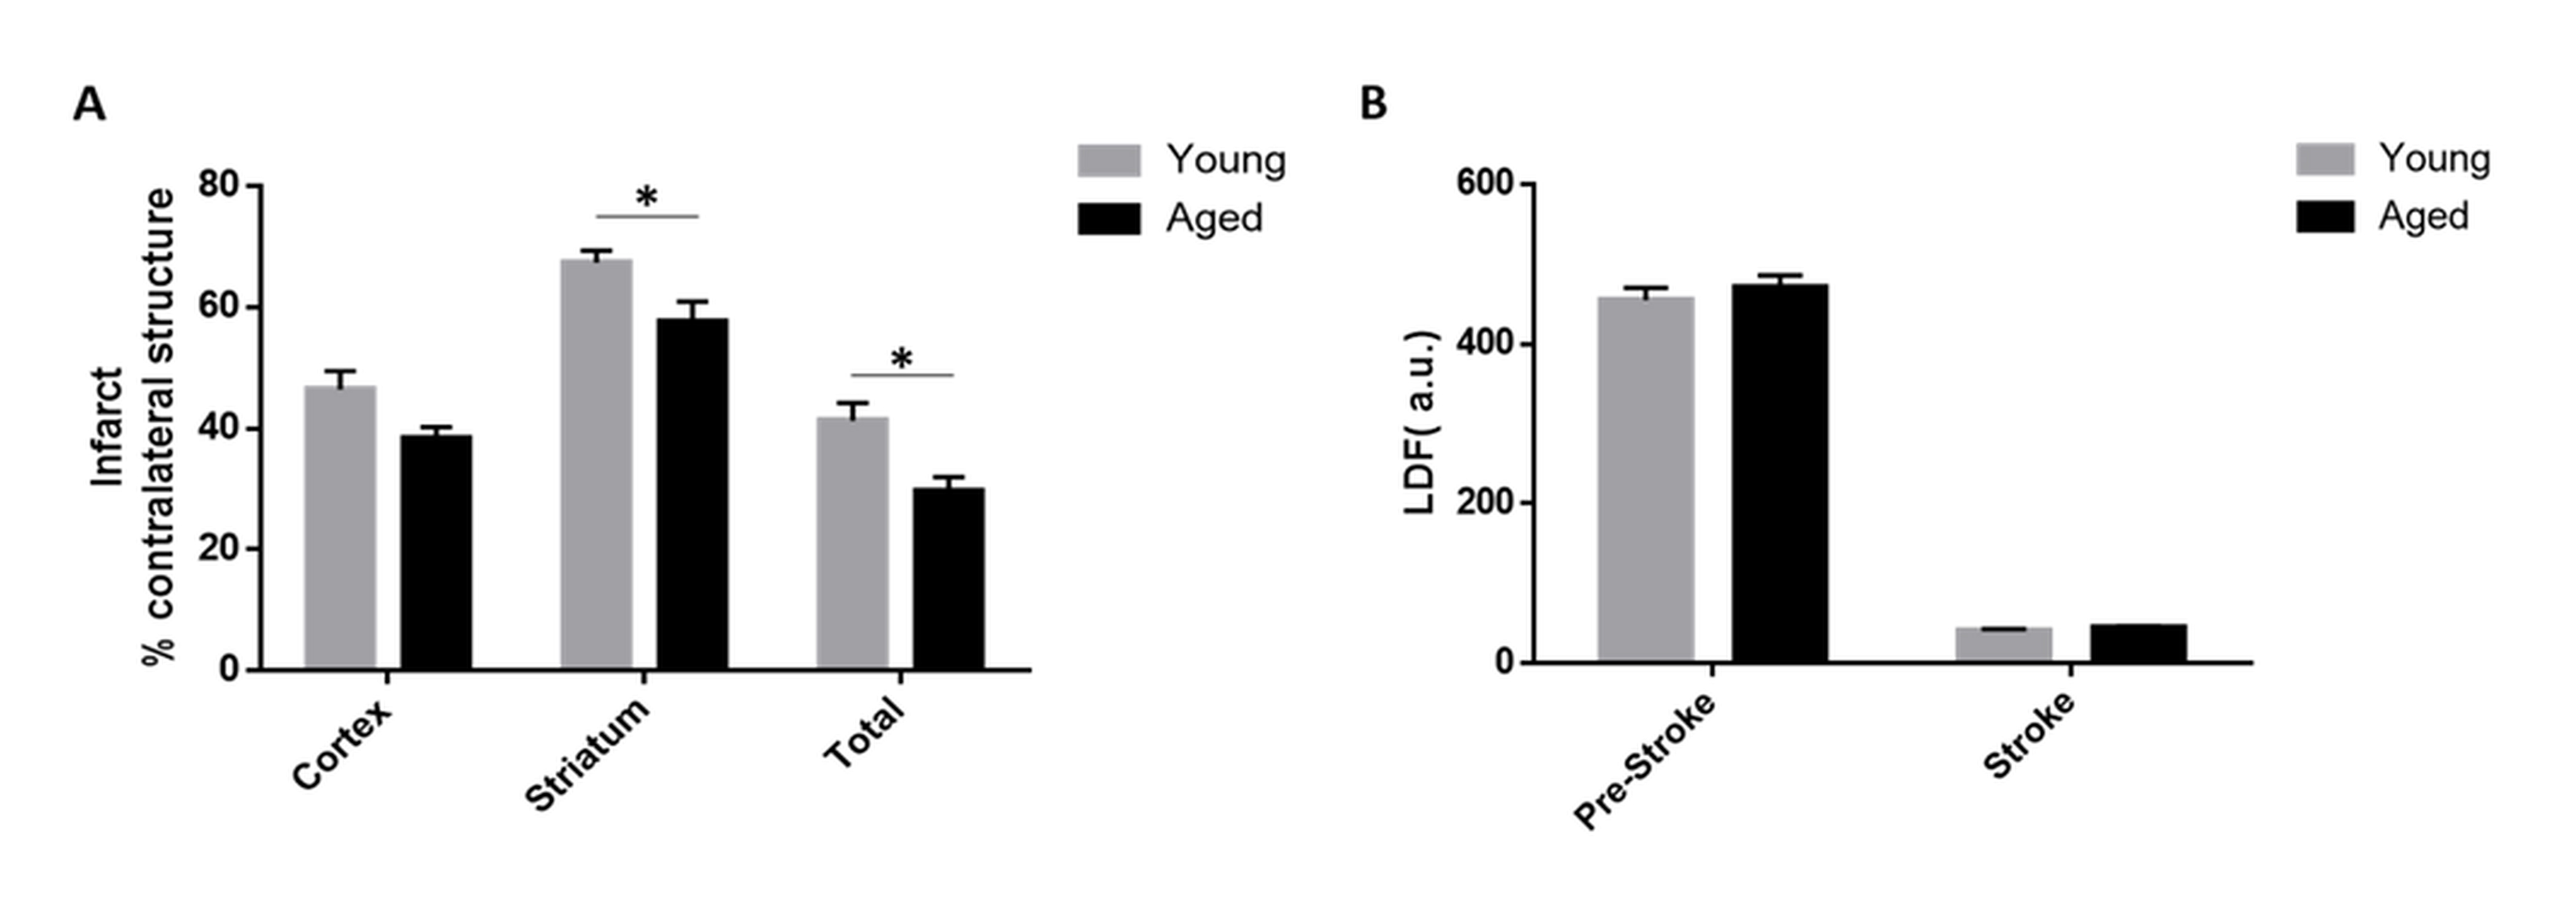 A
Infarct
% contralateral structure
80
60
40
20
0
*
*
Cortex
Striatum
Total
Young
Aged
B
LDF( a.u.)
600
400
200
0
Pre-Stroke
Stroke
Young
Aged